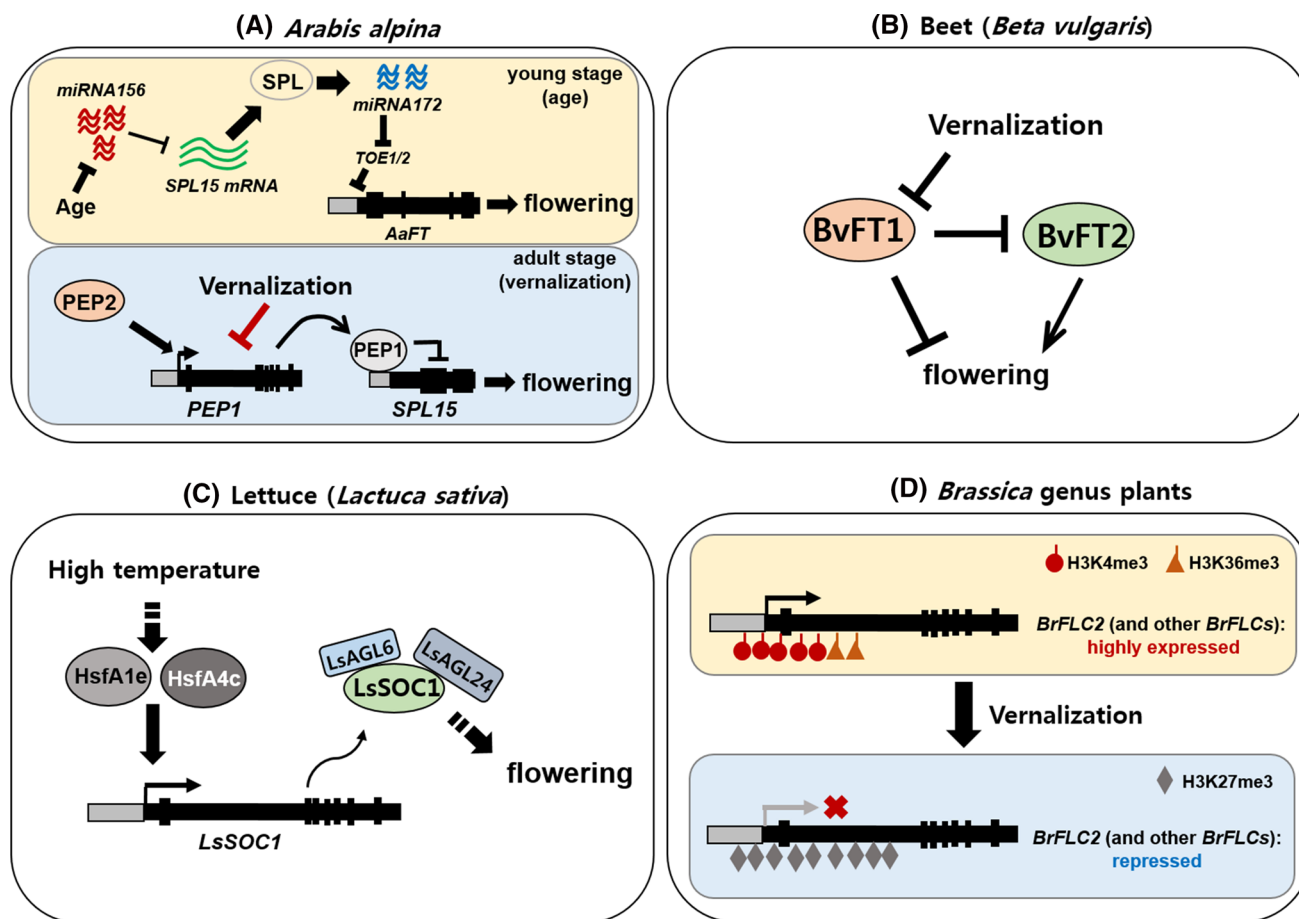 (A) Arabis alpina
miRNA156
SPL
miRNA172
young stage
(age)
SPL15 mRNA
TOE1/2
Age
AaFT
flowering
adult stage
(vernalization)
PEP2
Vernalization
PEP1
PEP1
SPL15
flowering
(B) Beet (Beta vulgaris)
Vernalization
BvFT1
BvFT2
flowering
(C) Lettuce (Lactuca sativa)
High temperature
HsfA1e
HsfA4c
LsAGL6
LsAGL24
LsSOC1
flowering
LsSOC1
(D) Brassica genus plants
H3K4me3
H3K36me3
BrFLC2 (and other BrFLCs):
highly expressed
Vernalization
H3K27me3
BrFLC2 (and other BrFLCs):
repressed